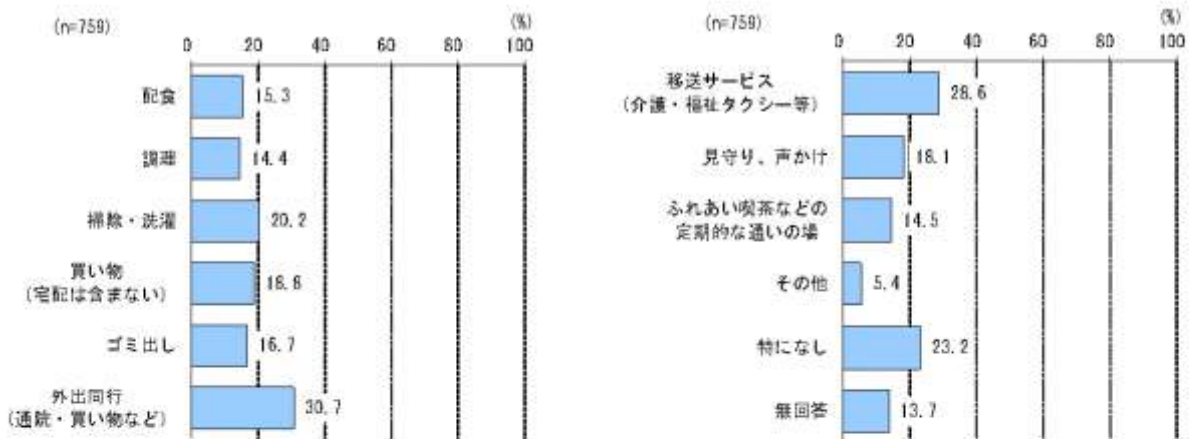 (n=759)
(%)
0 20 40 60 80 100
配食
15.3
調理
14.4
掃除・洗濯
20.2
買い物
(宅配は含まない)
ゴミ出し
16.7
外出同行
(通院・買い物など)
30.7
(n=759)
(%)
0 20 40 60 80 100
移送サービス
(介護・福祉タクシー等)
28.6
見守り、声かけ
18.1
ふれあい喫茶などの
定期的な通いの場
14.5
その他
5.4
特になし
23.2
無回答
13.7